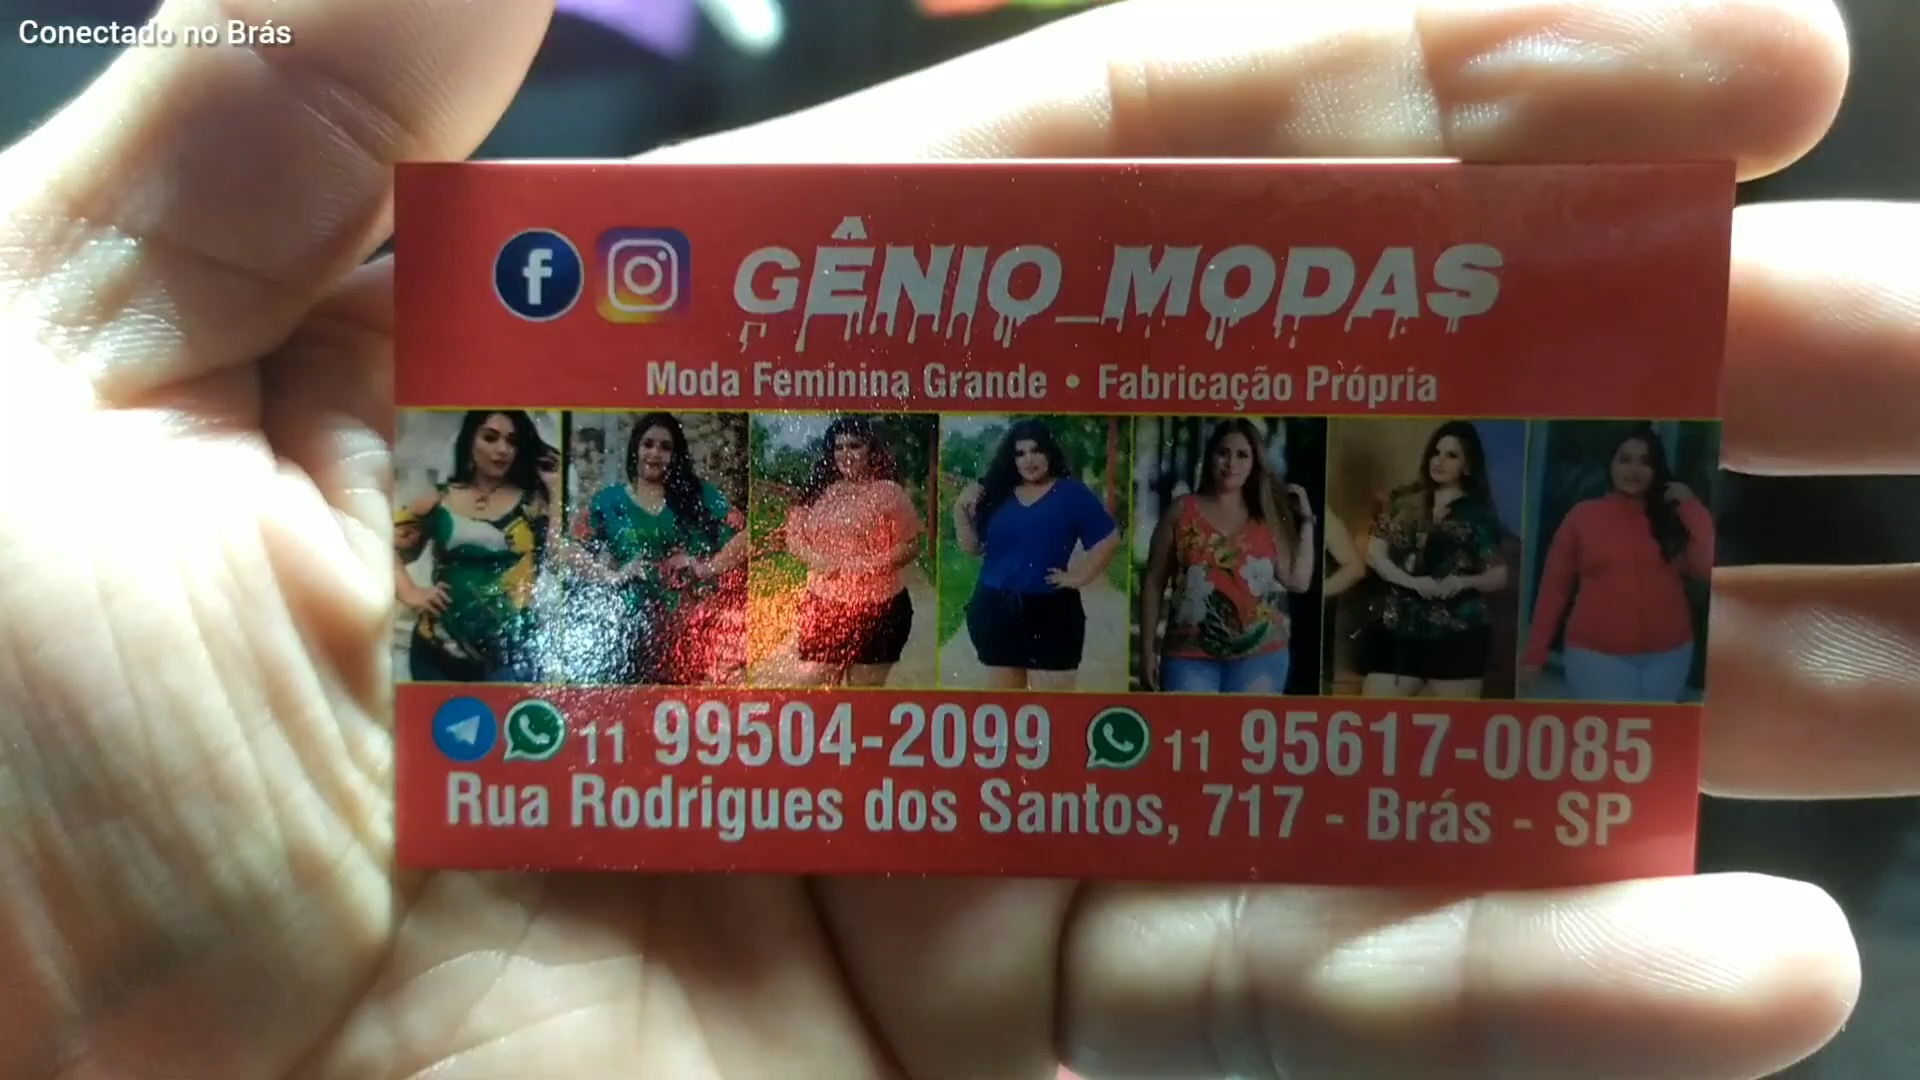 Conectado no Brás
GÊNIO_MODAS
Moda Feminina Grande • Fabricação Própria
11 99504-2099 11 95617-0085
Rua Rodrigues dos Santos, 717 - Brás - SP